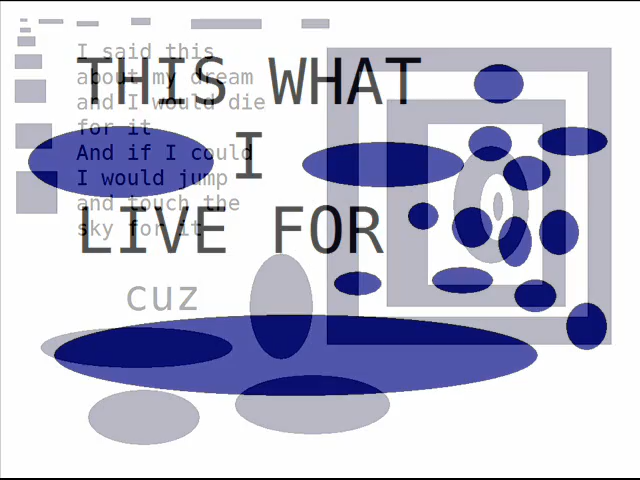 I said this
about my dream
and I would die
for it
And if I could
I would jump
and touch the
sky for it
THIS WHAT
I
LIVE FOR
cuz